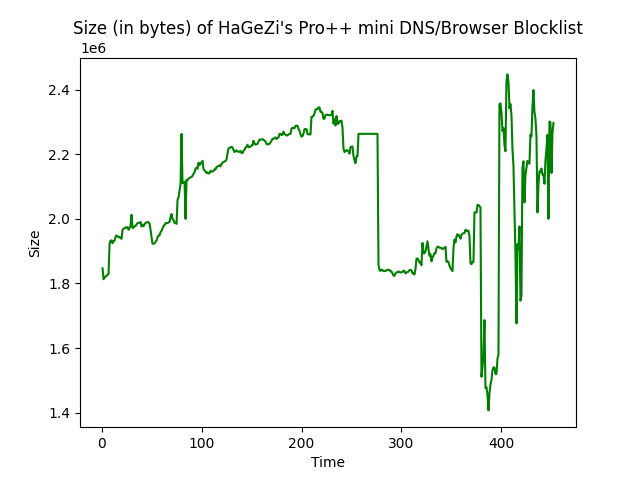 Size (in bytes) of HaGeZi's Pro++ mini DNS/Browser Blocklist
1e6
2.4
2.2
2.0
1.8
1.6
1.4
Size
0 100 200 300 400
Time